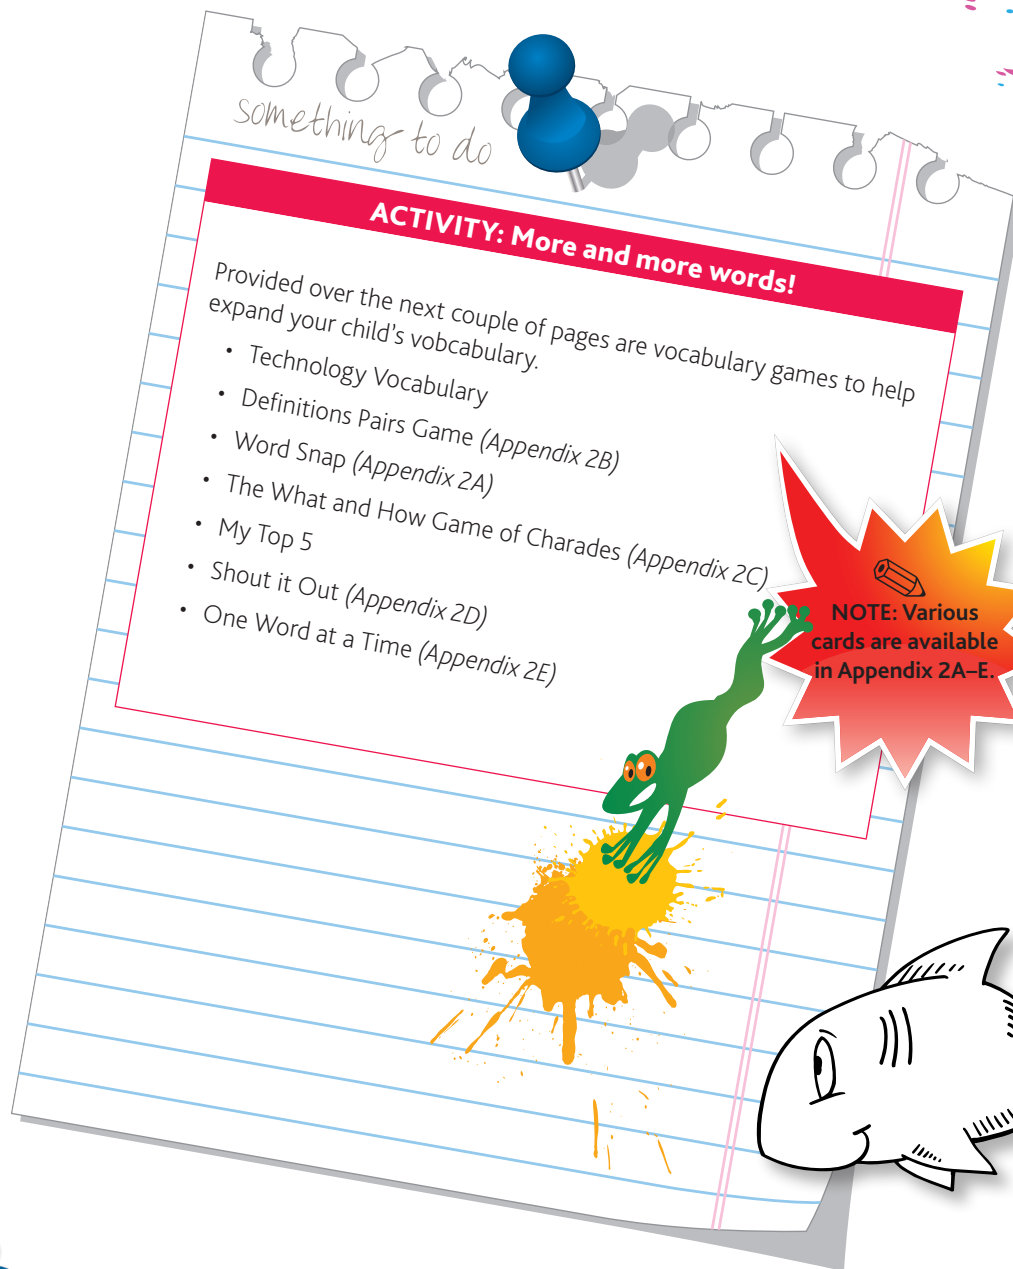 something to do
ACTIVITY: More and more words!
Provided over the next couple of pages are vocabulary games to help
expand your child's vobcabulary.
• Technology Vocabulary
• Definitions Pairs Game (Appendix 2B)
• Word Snap (Appendix 2A)
• The What and How Game of Charades (Appendix 2C)
• My Top 5
• Shout it Out (Appendix 2D)
• One Word at a Time (Appendix 2E)
NOTE: Various
cards are available
in Appendix 2A–E.